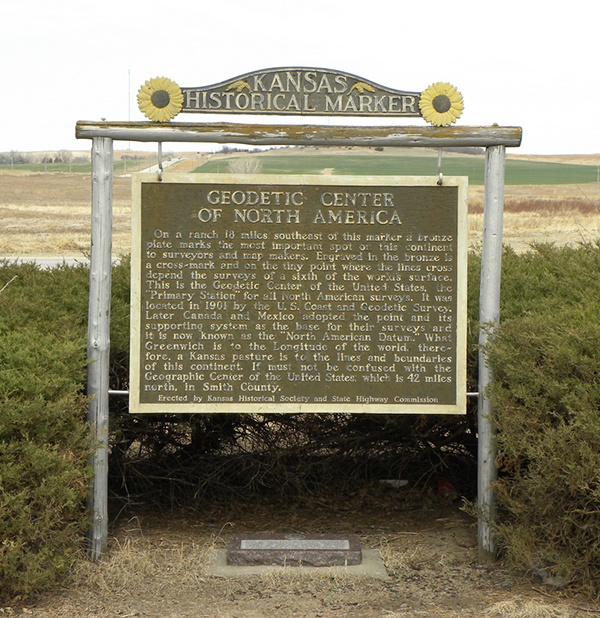 KANSAS
HISTORICAL MARKER
GEODETIC CENTER
OF NORTH AMERICA
On a ranch 18 miles southeast of this marker a bronze
plate marks the most important spot on this continent
to surveyors and map makers. Engraved in the bronze is
a cross-mark and on the tiny point where the lines cross
depend the surveys of a sixth of the world's surface.
This is the Geodetic Center of the United States, the
"Primary Station" for all North American surveys. It was
located in 1901 by the U. S. Coast and Geodetic Survey.
Later Canada and Mexico adopted the point and its
supporting system as the base for their surveys and
it is now known as the "North American Datum." What
Greenwich is to the Longitude of the world, there-
fore, a Kansas pasture is to the lines and boundaries
of this continent. It must not be confused with the
Geographic Center of the United States, which is 42 miles
north, in Smith County.
Erected by Kansas Historical Society and State Highway Commission